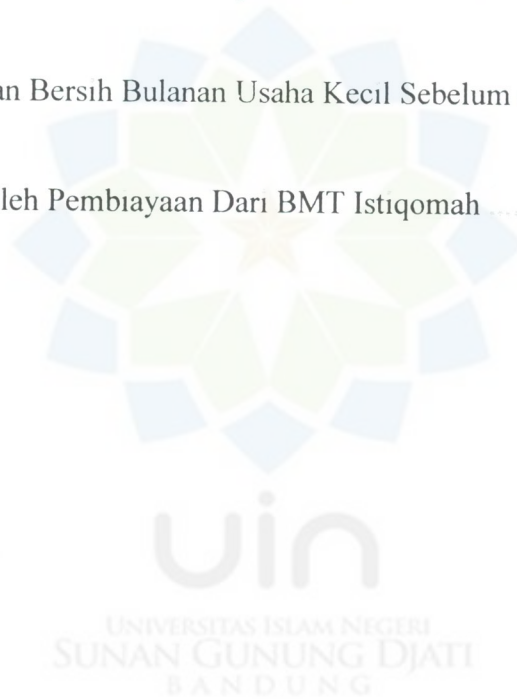 an Bersih Bulanan Usaha Kecil Sebelum
leh Pembiayaan Dari BMT Istiqomah ....
uin
UNIVERSITAS ISLAM NEGERI
SUNAN GUNUNG DJATI
BANDUNG